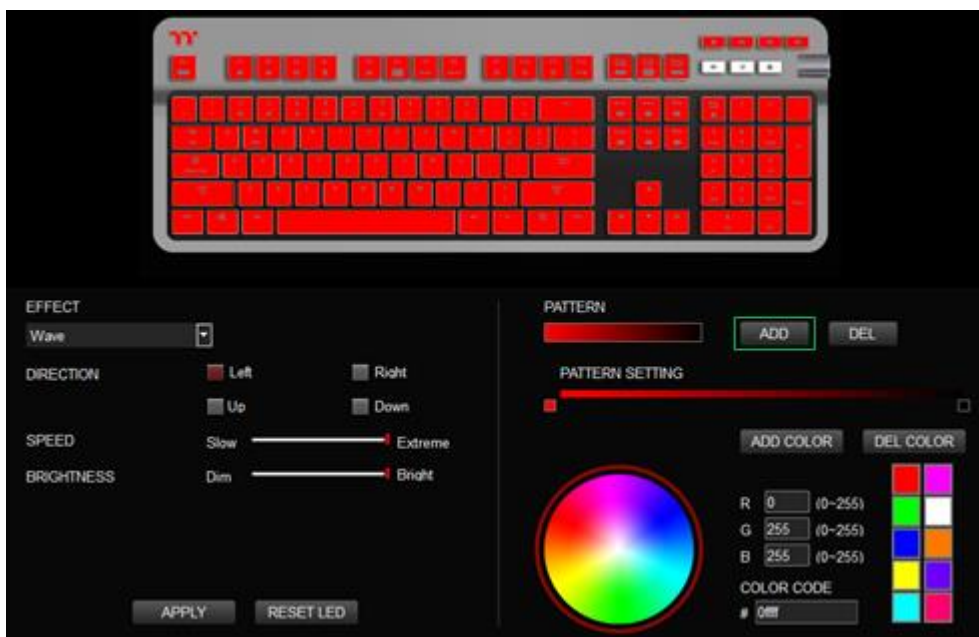 EFFECT
Wave
DIRECTION
Left
Right
Up
Down
SPEED
Slow
Extreme
BRIGHTNESS
Dim
Bright
APPLY
RESET LED
PATTERN
ADD
DEL
PATTERN SETTING
ADD COLOR
DEL COLOR
R 0 (0~255)
G 255 (0~255)
B 255 (0~255)
COLOR CODE
# 0ffff